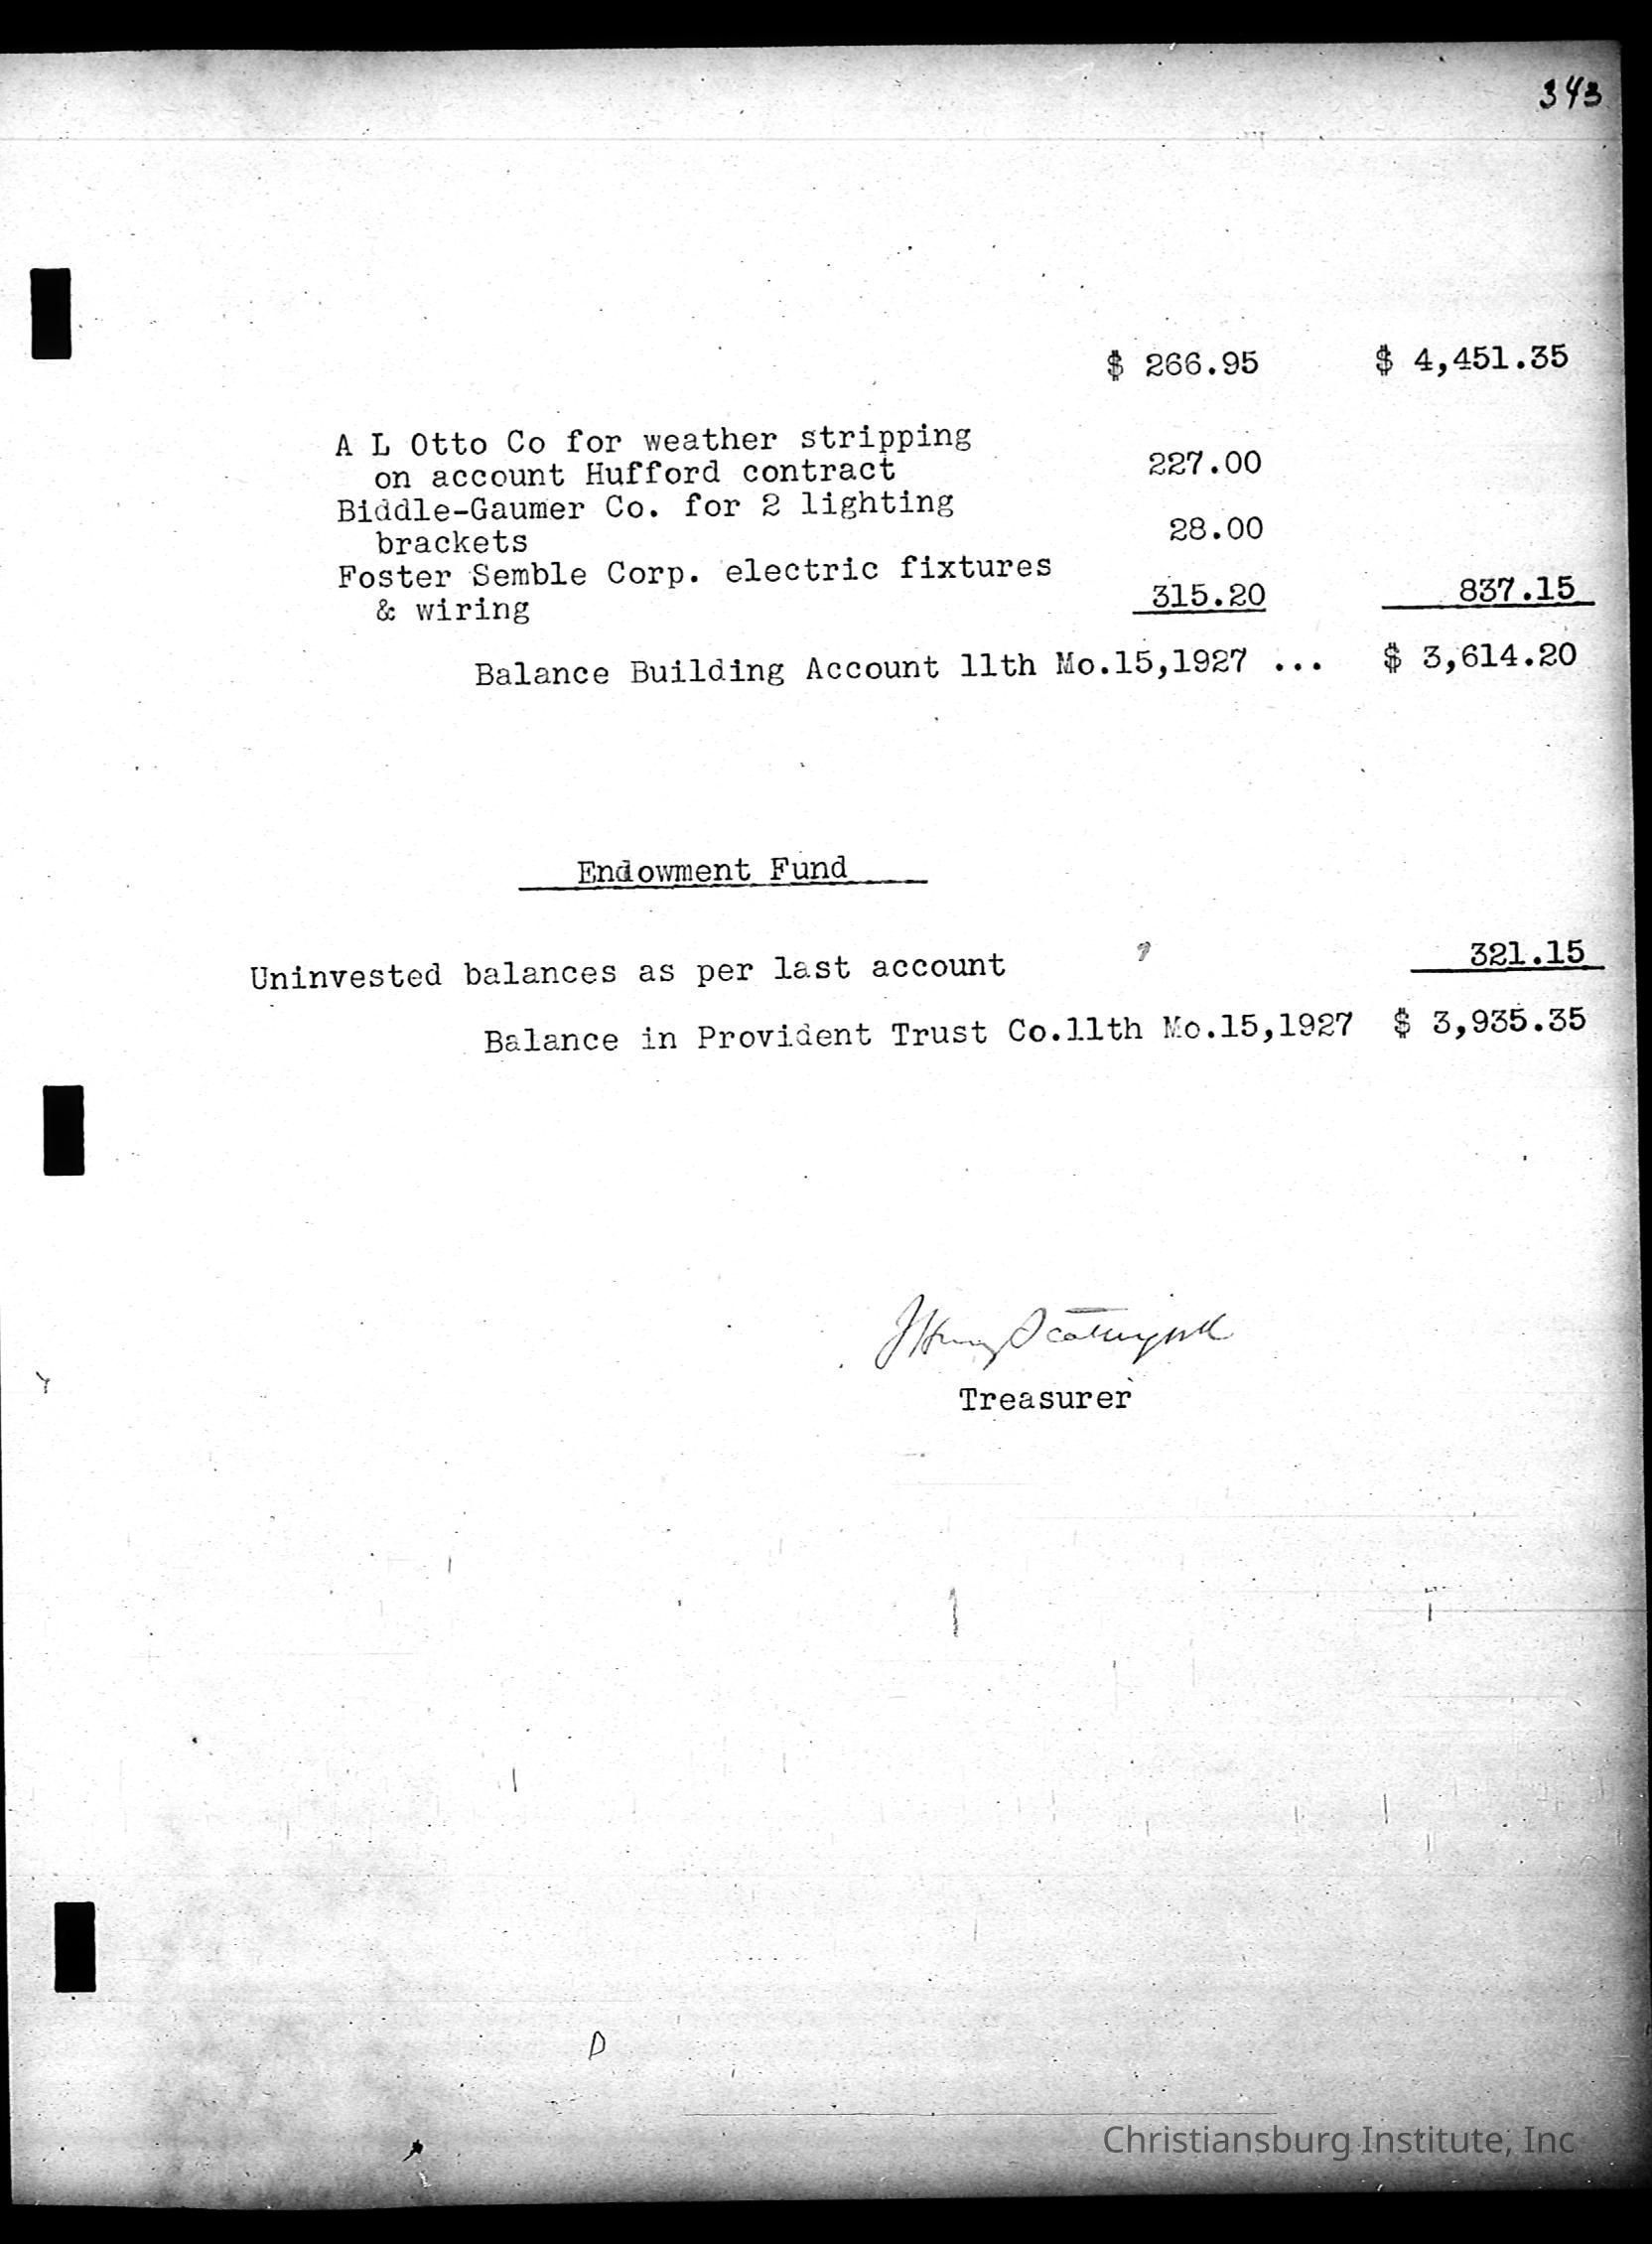 343
$ 266.95 $ 4,451.35
A L Otto Co for weather stripping
on account Hufford contract 227.00
Biddle-Gaumer Co. for 2 lighting
brackets 28.00
Foster Semble Corp. electric fixtures
& wiring 315.20 837.15
Balance Building Account 11th Mo.15,1927 ... $ 3,614.20
Endowment Fund
Uninvested balances as per last account 321.15
Balance in Provident Trust Co.11th Mo.15,1927 $ 3,935.35
J Henry Scattergood
Treasurer
D
Christiansburg Institute, Inc